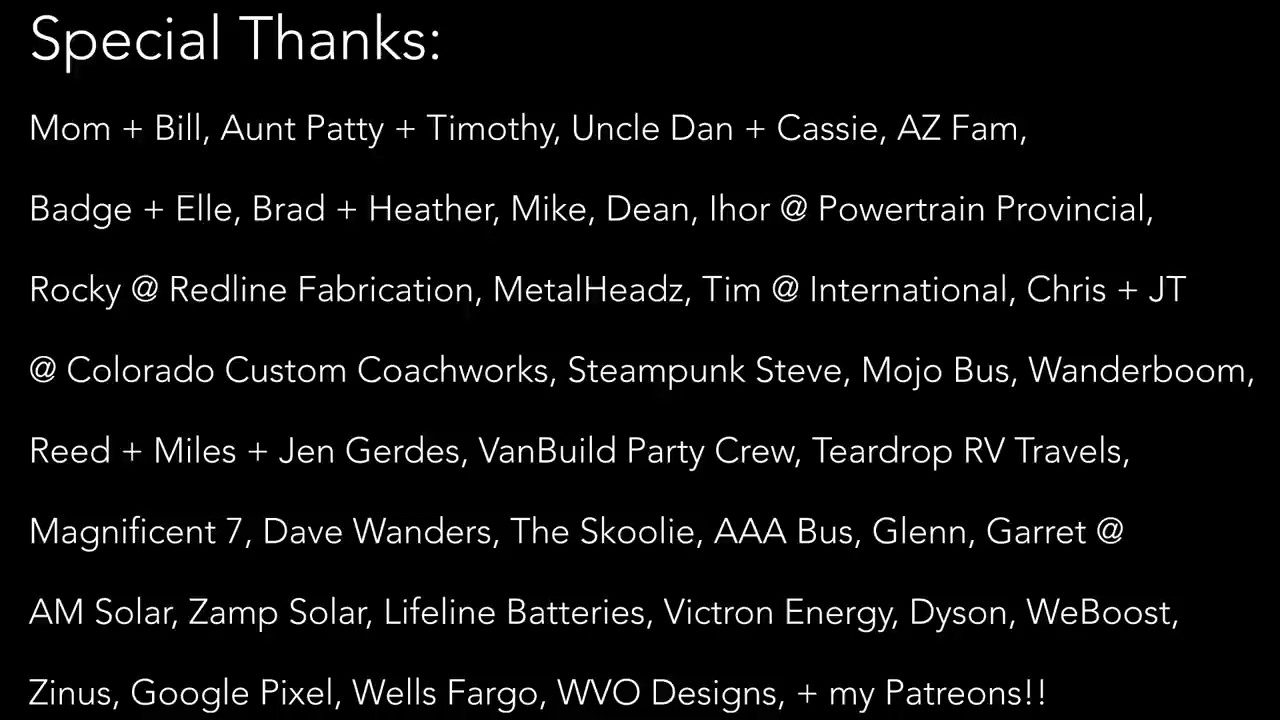 Special Thanks:
Mom + Bill, Aunt Patty + Timothy, Uncle Dan + Cassie, AZ Fam,
Badge + Elle, Brad + Heather, Mike, Dean, Ihor @ Powertrain Provincial,
Rocky @ Redline Fabrication, MetalHeadz, Tim @ International, Chris + JT
@ Colorado Custom Coachworks, Steampunk Steve, Mojo Bus, Wanderboom,
Reed + Miles + Jen Gerdes, VanBuild Party Crew, Teardrop RV Travels,
Magnificent 7, Dave Wanders, The Skoolie, AAA Bus, Glenn, Garret @
AM Solar, Zamp Solar, Lifeline Batteries, Victron Energy, Dyson, WeBoost,
Zinus, Google Pixel, Wells Fargo, WVO Designs, + my Patreons!!